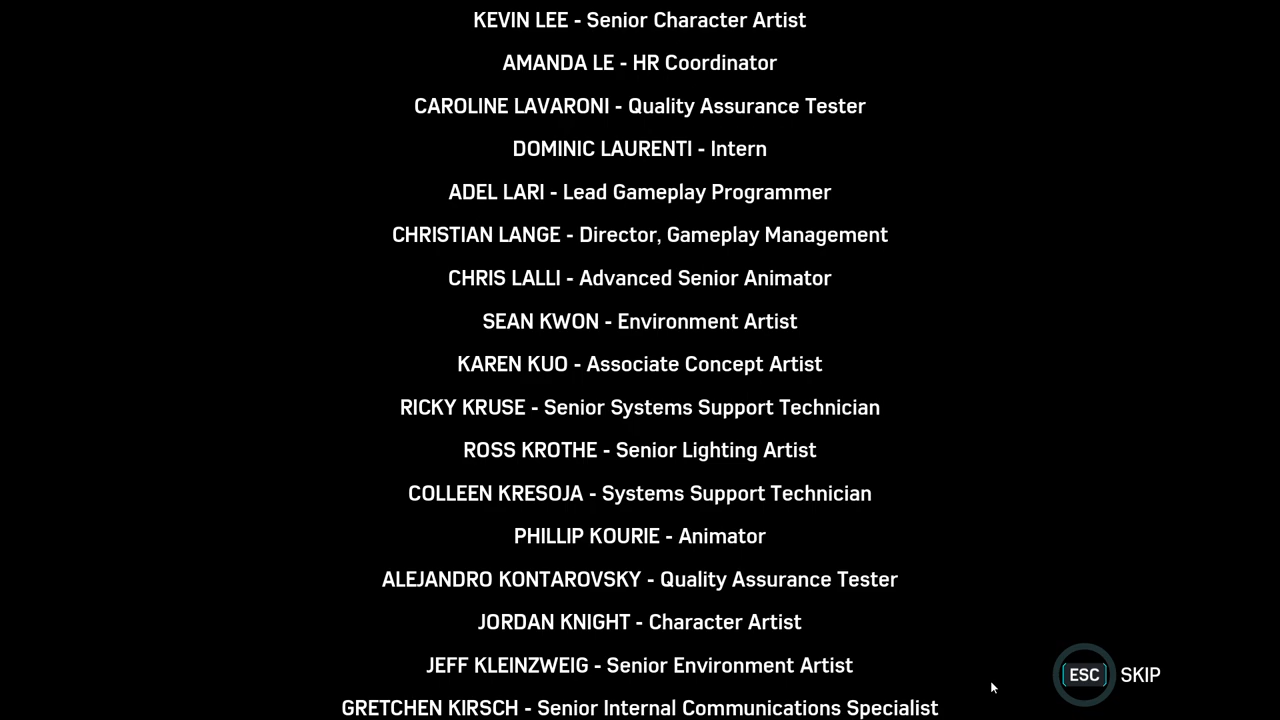 KEVIN LEE - Senior Character Artist
AMANDA LE - HR Coordinator
CAROLINE LAVARONI - Quality Assurance Tester
DOMINIC LAURENTI - Intern
ADEL LARI - Lead Gameplay Programmer
CHRISTIAN LANGE - Director, Gameplay Management
CHRIS LALLI - Advanced Senior Animator
SEAN KWON - Environment Artist
KAREN KUO - Associate Concept Artist
RICKY KRUSE - Senior Systems Support Technician
ROSS KROTHE - Senior Lighting Artist
COLLEEN KRESOJA - Systems Support Technician
PHILLIP KOURIE - Animator
ALEJANDRO KONTAROVSKY - Quality Assurance Tester
JORDAN KNIGHT - Character Artist
JEFF KLEINZWEIG - Senior Environment Artist
ESC SKIP
GRETCHEN KIRSCH - Senior Internal Communications Specialist